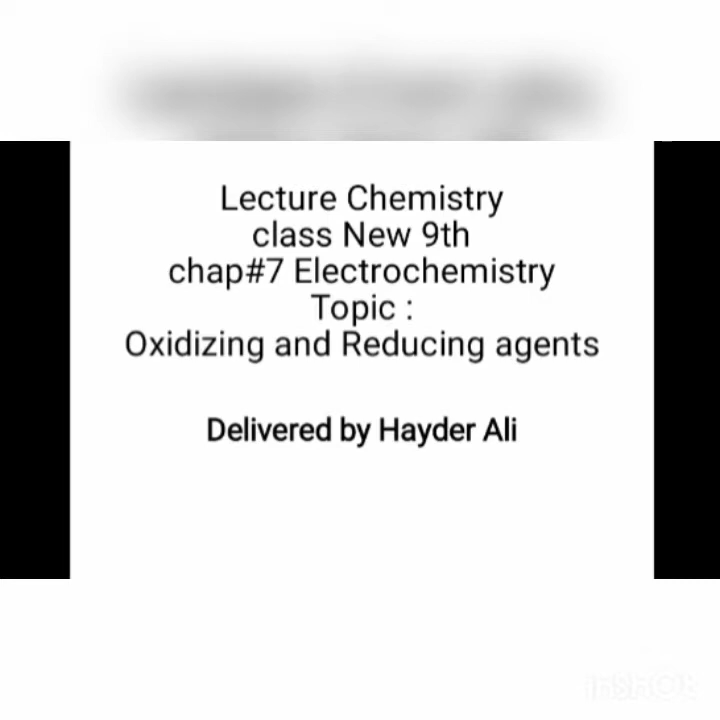 Lecture Chemistry
class New 9th
chap#7 Electrochemistry
Topic :
Oxidizing and Reducing agents
Delivered by Hayder Ali